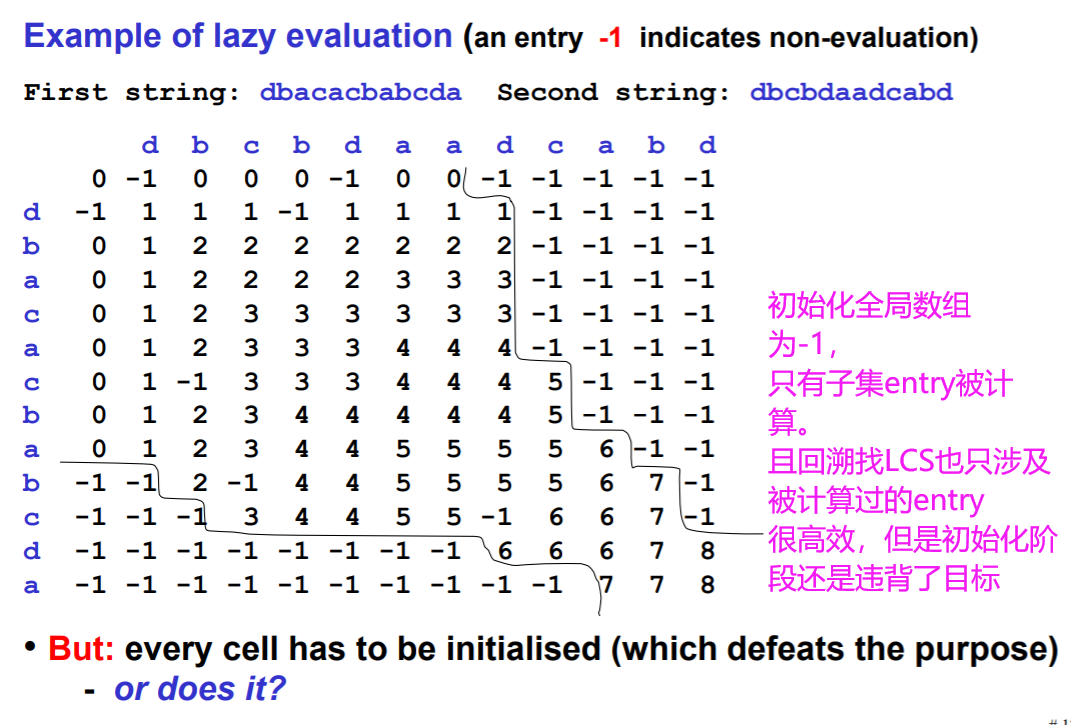 Example of lazy evaluation (an entry -1 indicates non-evaluation)
First string: dbacacbabcda Second string: dbcbdaadcabd
d b c b d a a d c a b d
0 -1 0 0 0 -1 0 0 -1 -1 -1 -1 -1
d -1 1 1 1 -1 1 1 1 1 -1 -1 -1 -1
b 0 1 2 2 2 2 2 2 2 -1 -1 -1 -1
a 0 1 2 2 2 2 3 3 3 -1 -1 -1 -1
c 0 1 2 3 3 3 3 3 3 -1 -1 -1 -1
a 0 1 2 3 3 3 4 4 4 -1 -1 -1 -1
c 0 1 -1 3 3 3 4 4 4 5 -1 -1 -1
b 0 1 2 3 4 4 4 4 4 5 -1 -1 -1
a 0 1 2 3 4 4 5 5 5 5 6 -1 -1
b -1 -1 2 -1 4 4 5 5 5 5 6 7 -1
c -1 -1 -1 3 4 4 5 5 -1 6 6 7 -1
d -1 -1 -1 -1 -1 -1 -1 -1 6 6 6 7 8
a -1 -1 -1 -1 -1 -1 -1 -1 -1 -1 7 7 8
初始化全局数组
为-1，
只有子集entry被计
算。
且回溯找LCS也只涉及
被计算过的entry
很高效，但是初始化阶
段还是违背了目标
• But: every cell has to be initialised (which defeats the purpose)
- or does it?